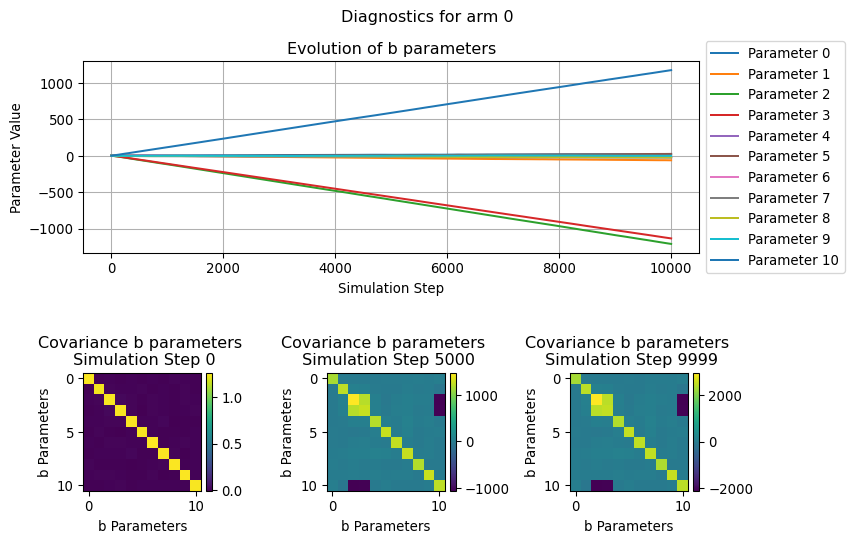 Diagnostics for arm 0
Evolution of b parameters
Parameter Value
1000
500
0
−500
−1000
0 2000 4000 6000 8000 10000
Simulation Step
Parameter 0
Parameter 1
Parameter 2
Parameter 3
Parameter 4
Parameter 5
Parameter 6
Parameter 7
Parameter 8
Parameter 9
Parameter 10
Covariance b parameters
Simulation Step 0
b Parameters
0
5
10
0 10
b Parameters
1.0
0.5
0.0
Covariance b parameters
Simulation Step 5000
b Parameters
0
5
10
0 10
b Parameters
1000
0
−1000
Covariance b parameters
Simulation Step 9999
b Parameters
0
5
10
0 10
b Parameters
2000
0
−2000